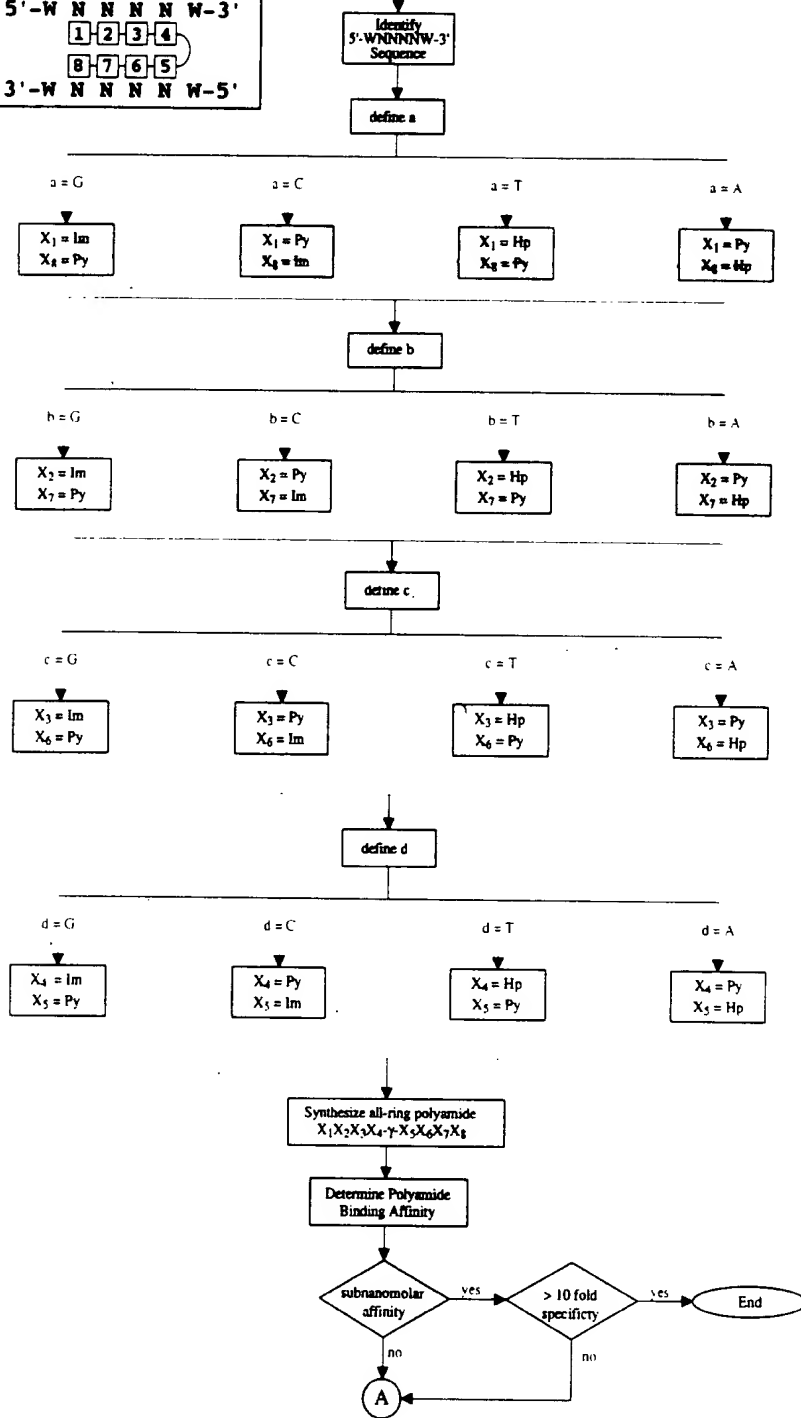 5'-W N N N N W-3'
1 2 3 4
8 7 6 5
3'-W N N N N W-5'
Identify
5'-WNNNNW-3'
Sequence
define a
a = G
a = C
a = T
a = A
X1 = Im
X8 = Py
X1 = Py
X8 = Im
X1 = Hp
X8 = Py
X1 = Py
X8 = Hp
define b
b = G
b = C
b = T
b = A
X2 = Im
X7 = Py
X2 = Py
X7 = Im
X2 = Hp
X7 = Py
X2 = Py
X7 = Hp
define c
c = G
c = C
c = T
c = A
X3 = Im
X6 = Py
X3 = Py
X6 = Im
X3 = Hp
X6 = Py
X3 = Py
X6 = Hp
define d
d = G
d = C
d = T
d = A
X4 = Im
X5 = Py
X4 = Py
X5 = Im
X4 = Hp
X5 = Py
X4 = Py
X5 = Hp
Synthesize all-ring polyamide
X1X2X3X4-γ-X5X6X7X8
Determine Polyamide
Binding Affinity
subnanomolar
affinity
yes
> 10 fold
specificty
yes
End
no
no
A